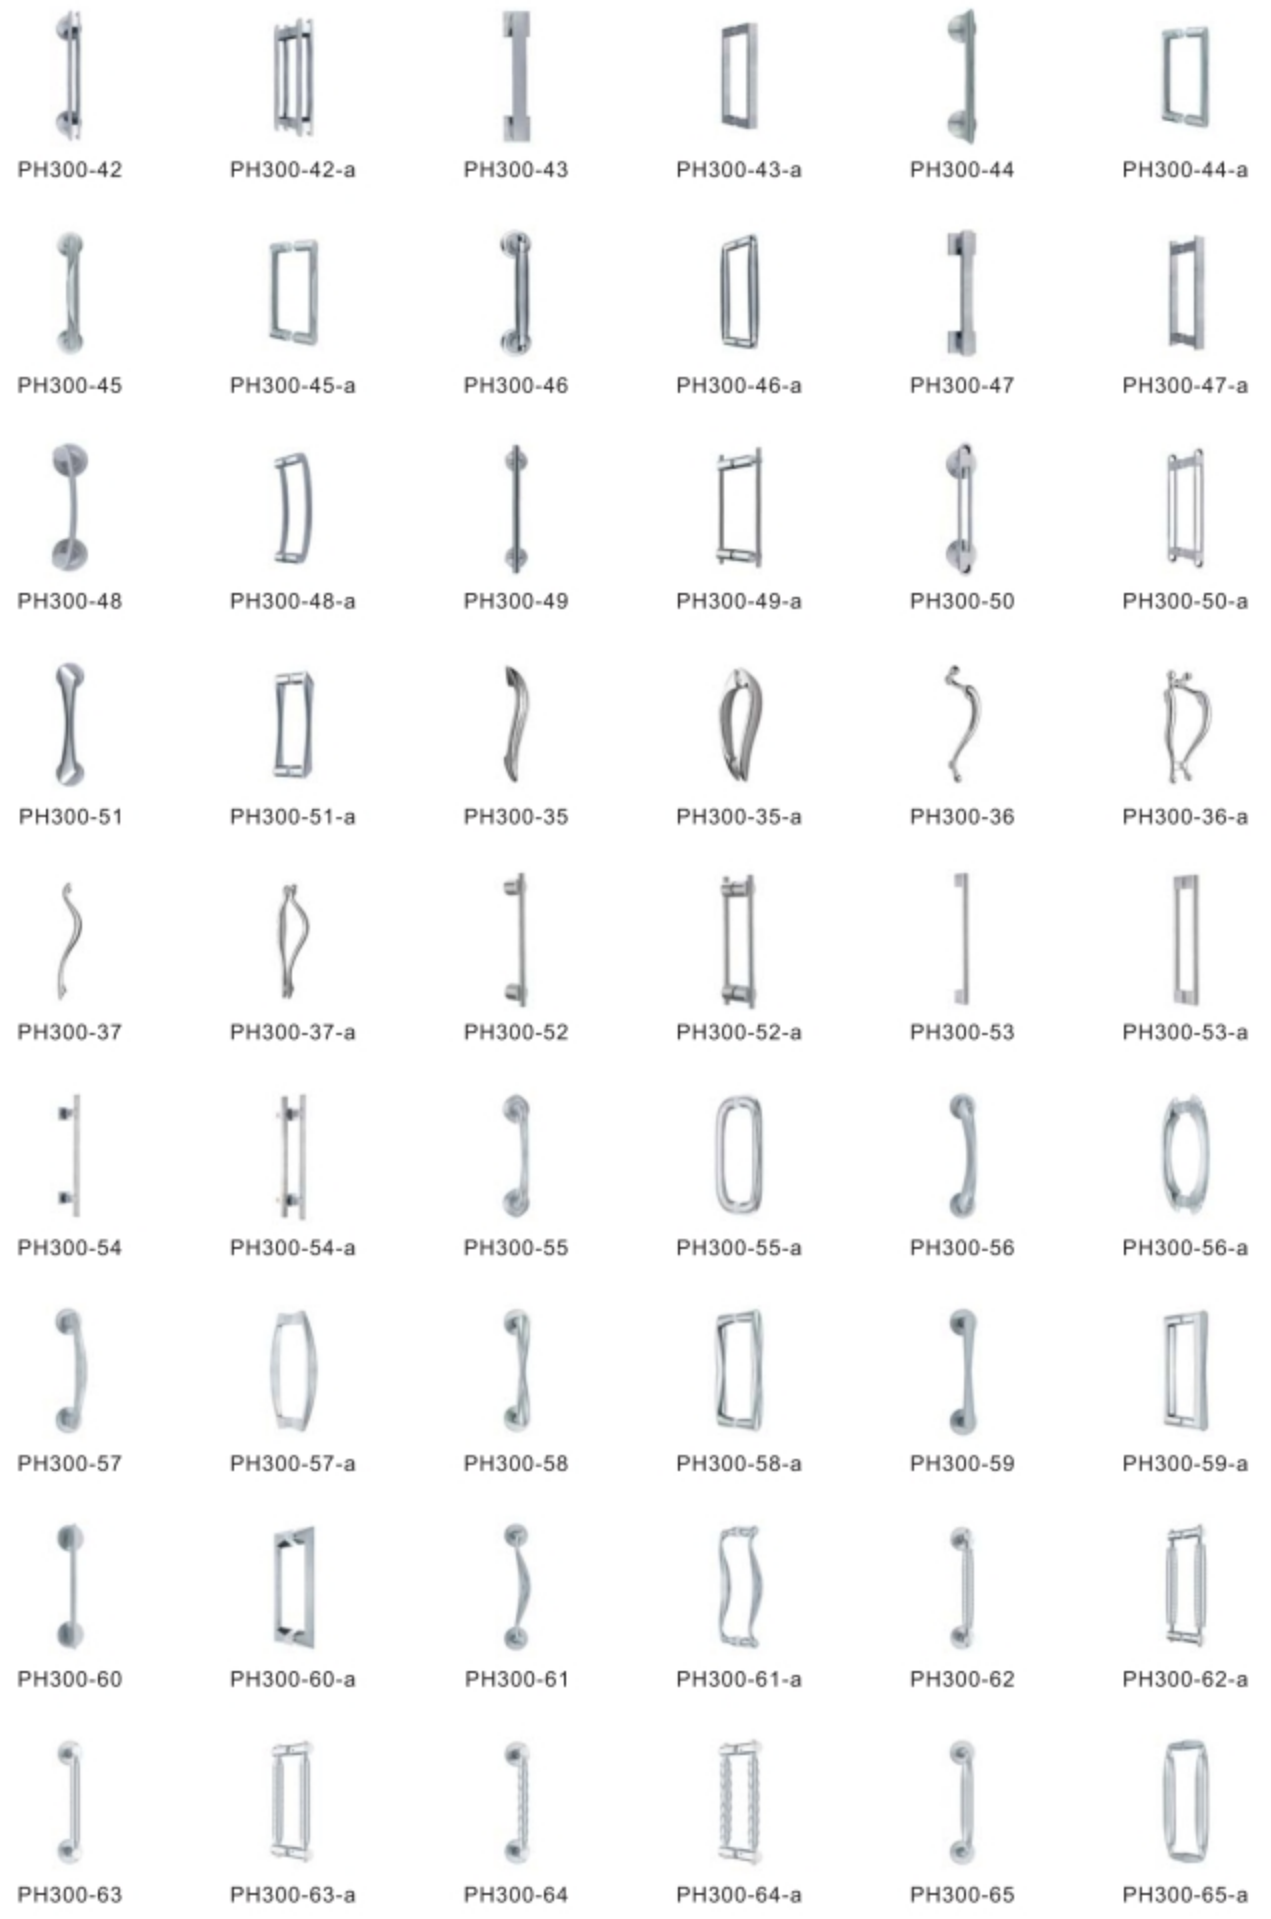 PH300-42 PH300-42-a PH300-43 PH300-43-a PH300-44 PH300-44-a
PH300-45 PH300-45-a PH300-46 PH300-46-a PH300-47 PH300-47-a
PH300-48 PH300-48-a PH300-49 PH300-49-a PH300-50 PH300-50-a
PH300-51 PH300-51-a PH300-35 PH300-35-a PH300-36 PH300-36-a
PH300-37 PH300-37-a PH300-52 PH300-52-a PH300-53 PH300-53-a
PH300-54 PH300-54-a PH300-55 PH300-55-a PH300-56 PH300-56-a
PH300-57 PH300-57-a PH300-58 PH300-58-a PH300-59 PH300-59-a
PH300-60 PH300-60-a PH300-61 PH300-61-a PH300-62 PH300-62-a
PH300-63 PH300-63-a PH300-64 PH300-64-a PH300-65 PH300-65-a